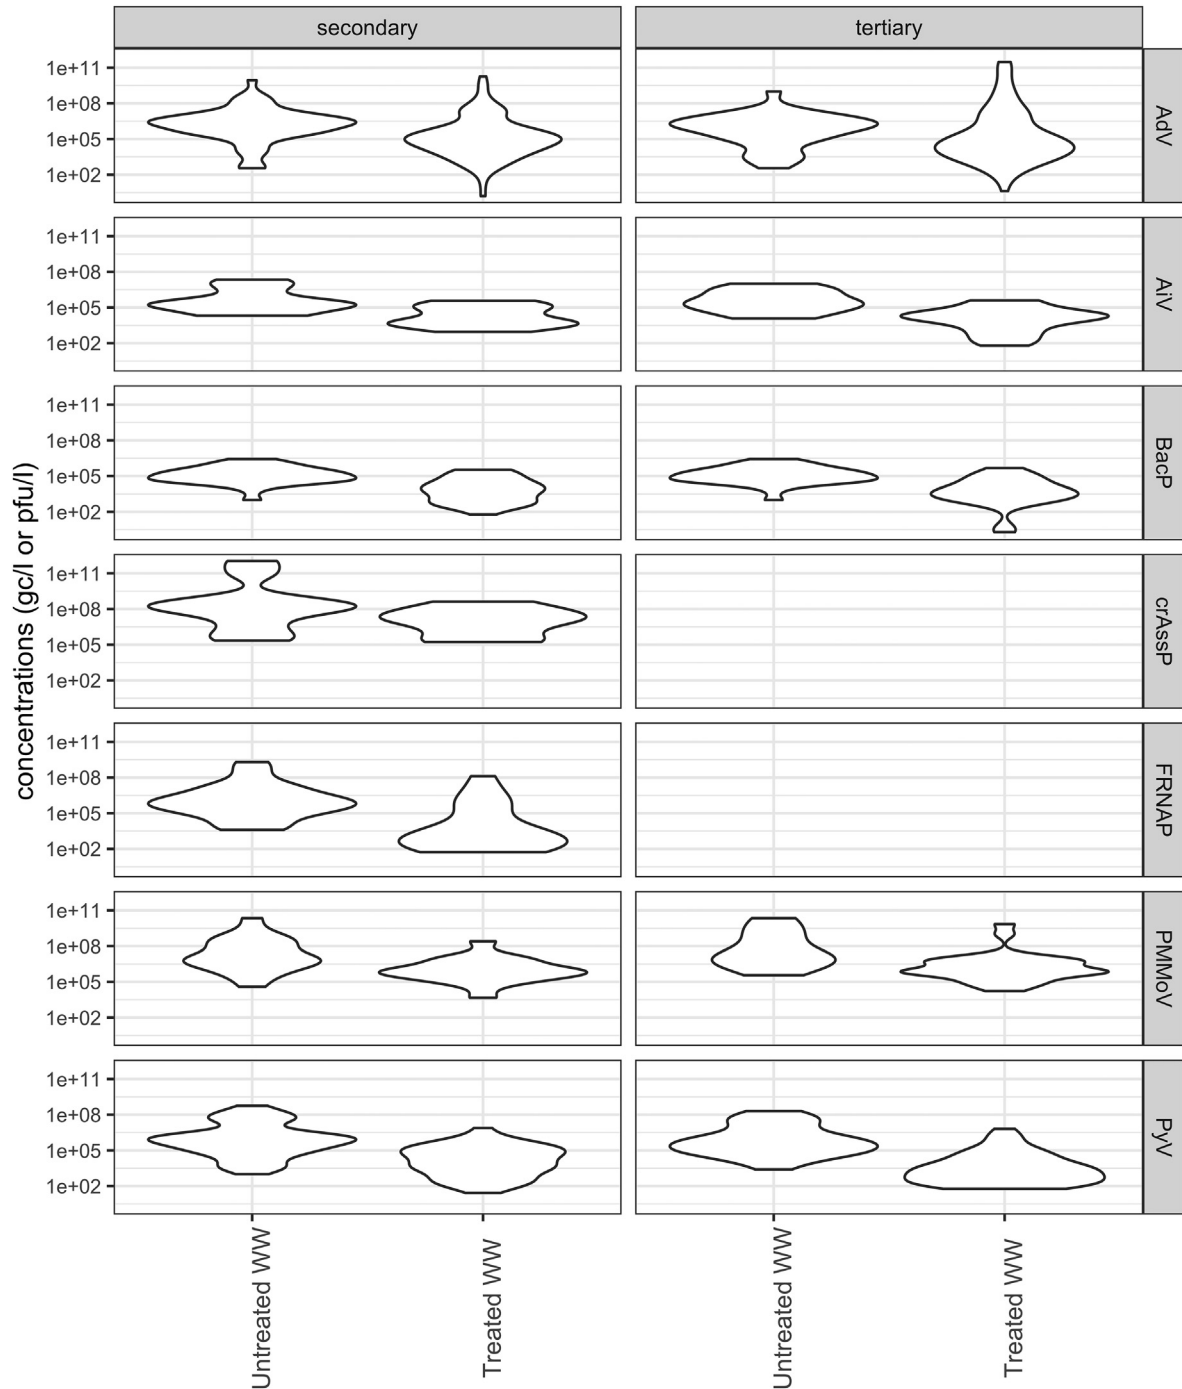 secondary
tertiary
1e+11
1e+08
1e+05
1e+02
AdV
1e+11
1e+08
1e+05
1e+02
AiV
1e+11
1e+08
1e+05
1e+02
BacP
1e+11
1e+08
1e+05
1e+02
crAssP
1e+11
1e+08
1e+05
1e+02
FRNAP
1e+11
1e+08
1e+05
1e+02
PMMoV
1e+11
1e+08
1e+05
1e+02
PyV
concentrations (gc/l or pfu/l)
Untreated WW
Treated WW
Untreated WW
Treated WW